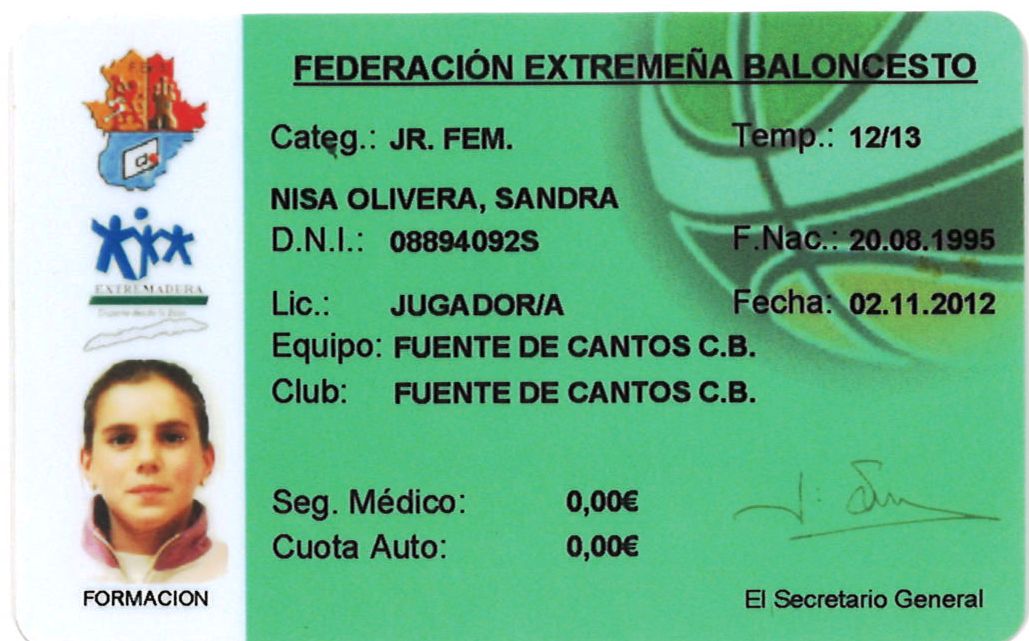 FEDERACIÓN EXTREMEÑA BALONCESTO
Categ.: JR. FEM. Temp.: 12/13
NISA OLIVERA, SANDRA
D.N.I.: 08894092S F.Nac.: 20.08.1995
Lic.: JUGADOR/A Fecha: 02.11.2012
Equipo: FUENTE DE CANTOS C.B.
Club: FUENTE DE CANTOS C.B.
Seg. Médico: 0,00€
Cuota Auto: 0,00€
El Secretario General
EXTREMADURA
FORMACION